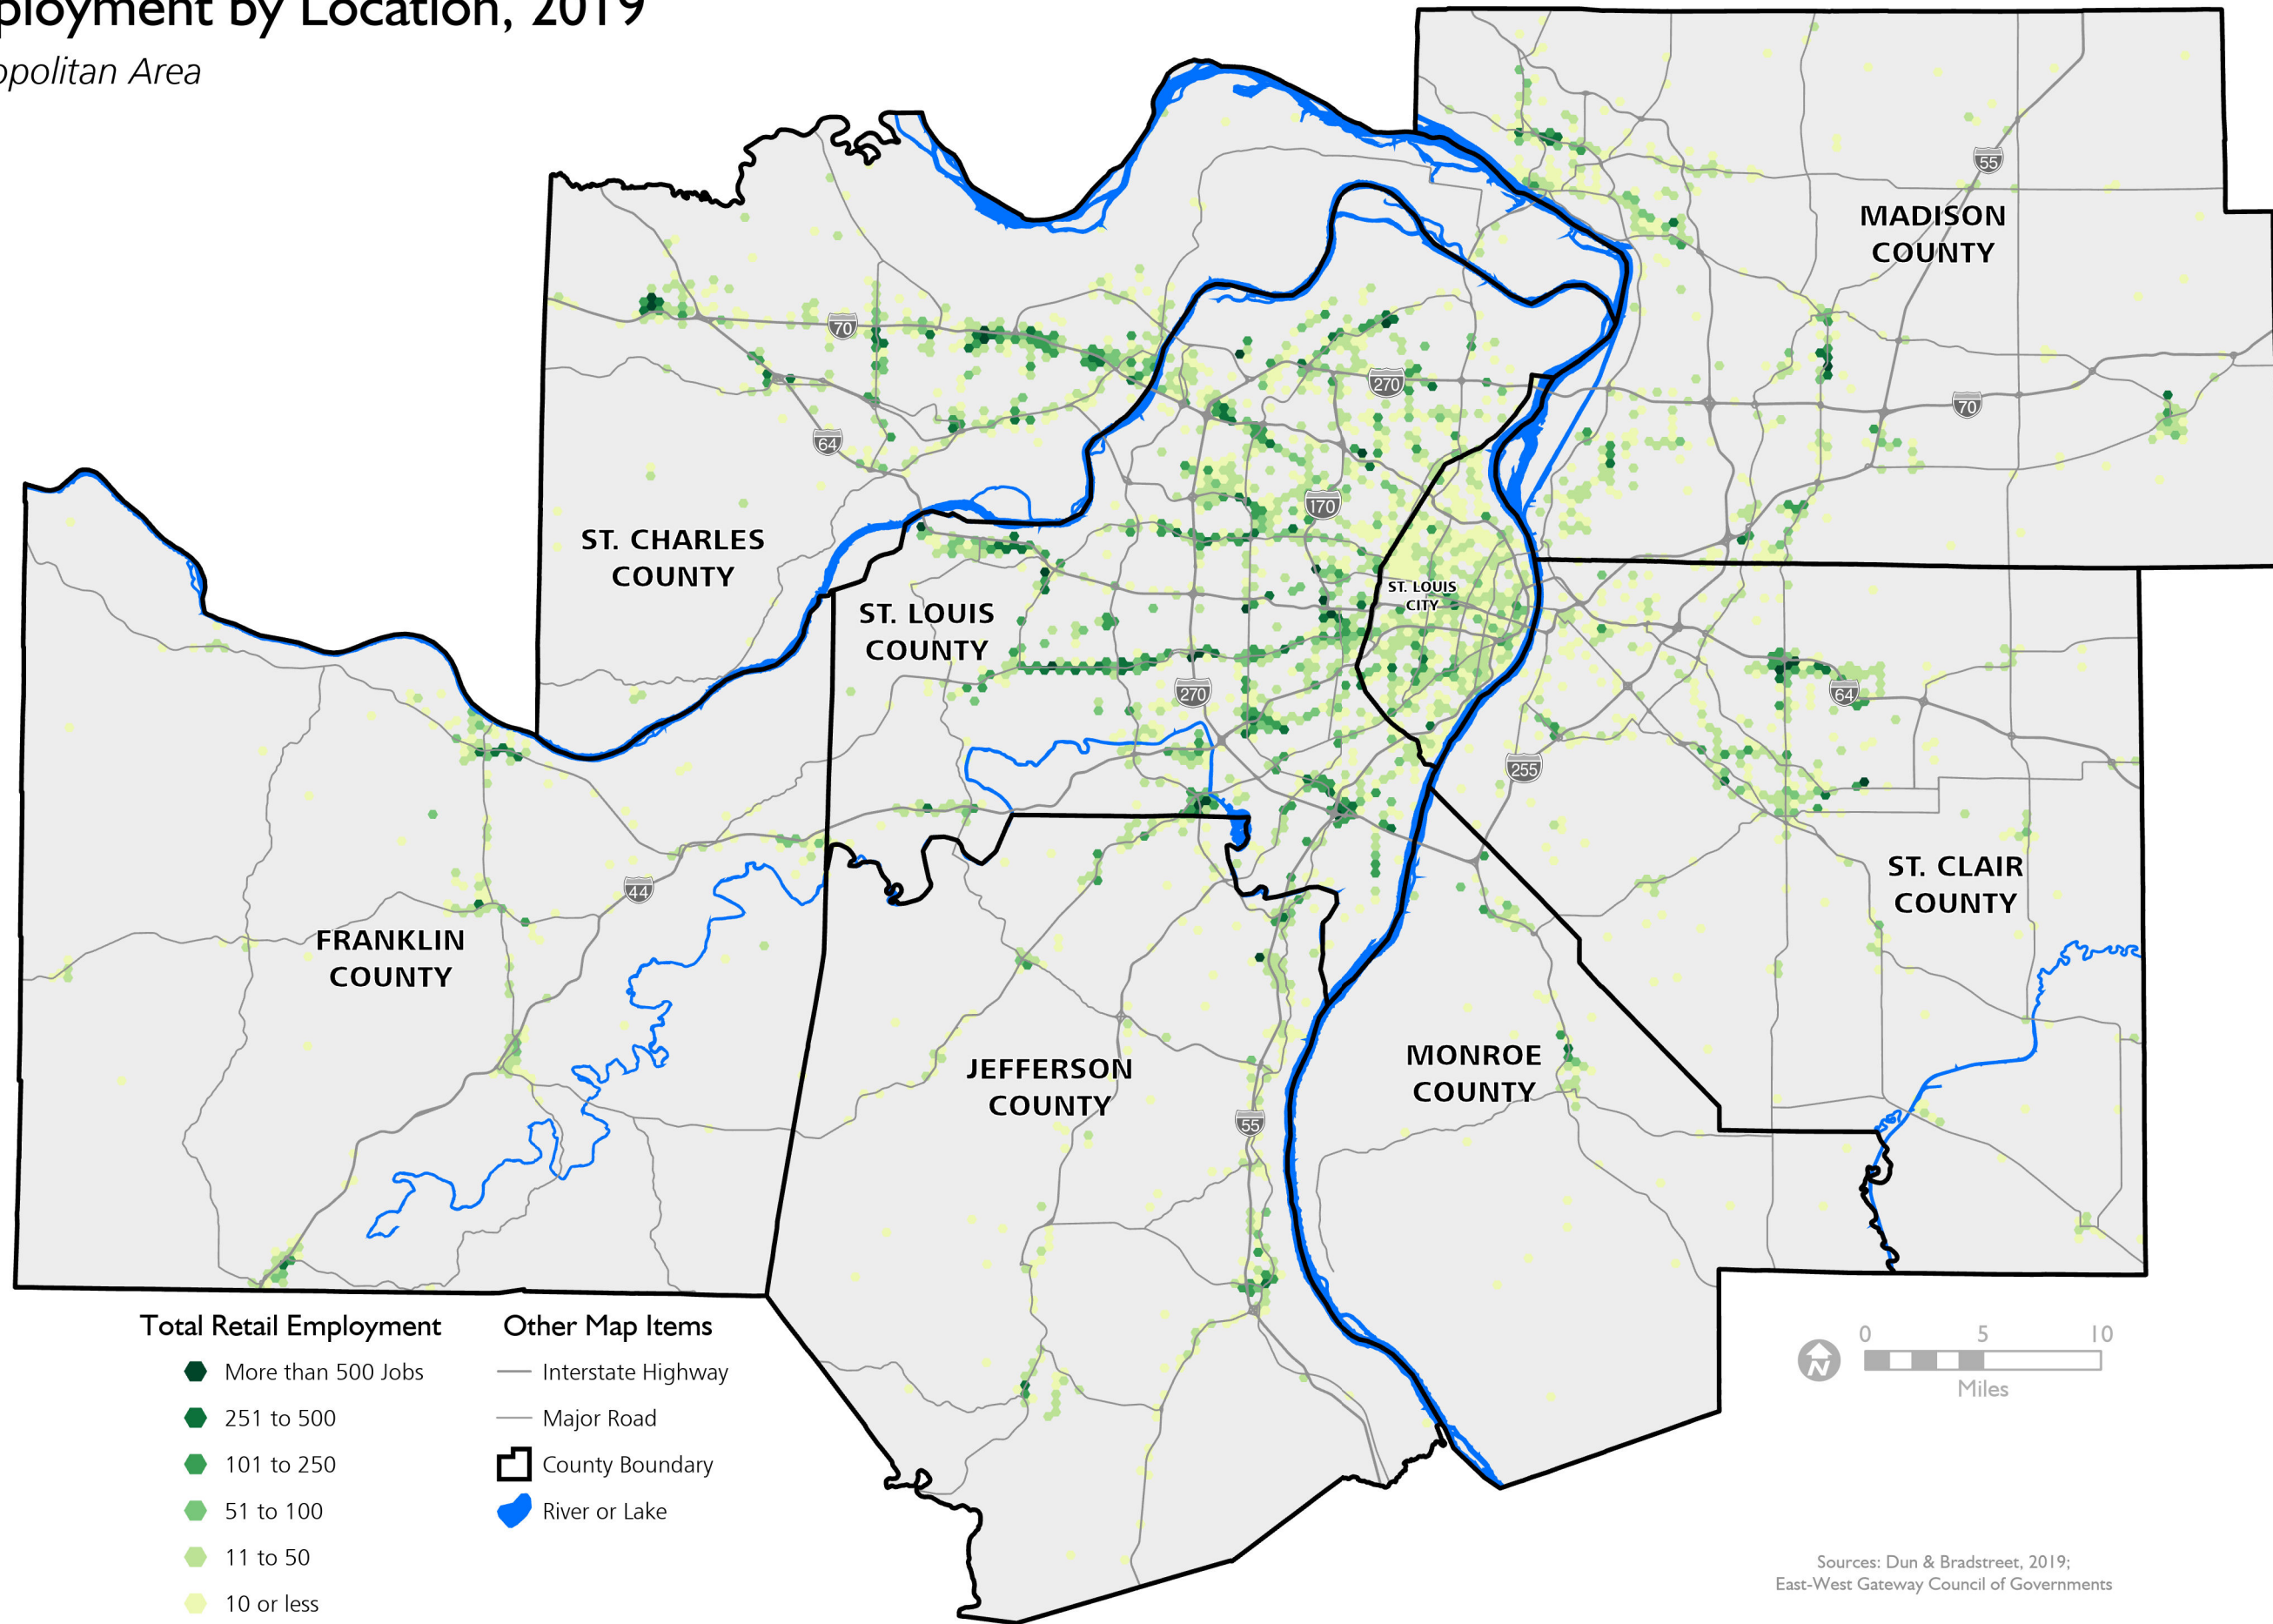 ployment by Location, 2019
opolitan Area
55
MADISON
COUNTY
70
270
70
64
170
ST. CHARLES
COUNTY
ST. LOUIS
CITY
ST. LOUIS
COUNTY
270
64
255
44
ST. CLAIR
COUNTY
FRANKLIN
COUNTY
JEFFERSON
COUNTY
MONROE
COUNTY
55
Total Retail Employment
More than 500 Jobs
251 to 500
101 to 250
51 to 100
11 to 50
10 or less
Other Map Items
Interstate Highway
Major Road
County Boundary
River or Lake
N
0 5 10
Miles
Sources: Dun & Bradstreet, 2019;
East-West Gateway Council of Governments